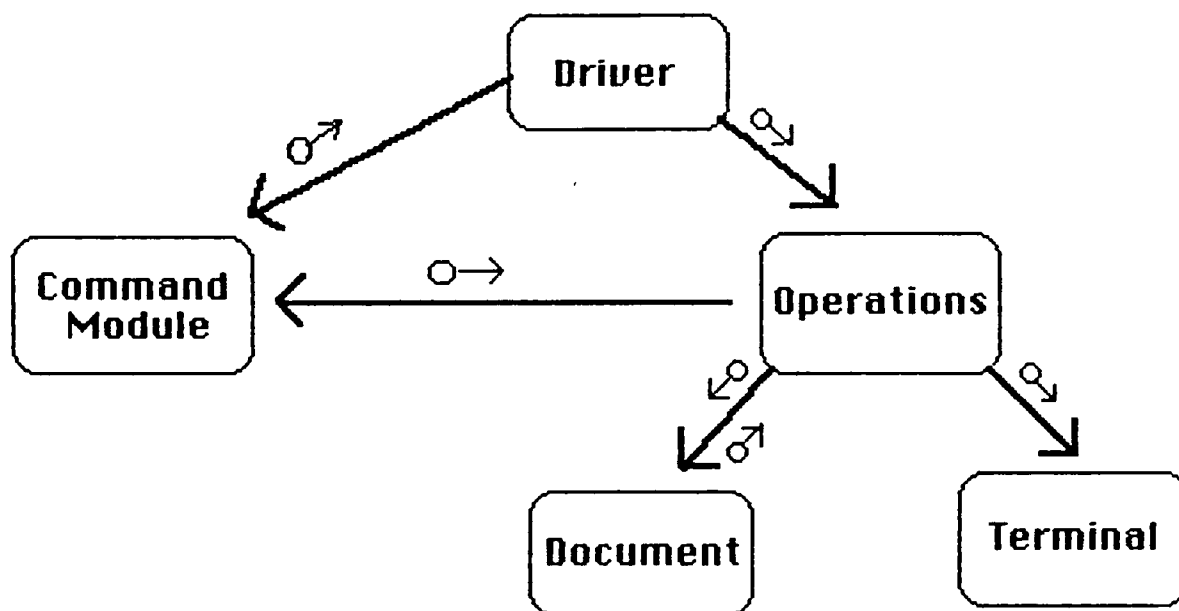 Driver
Command
Module
Operations
Document
Terminal